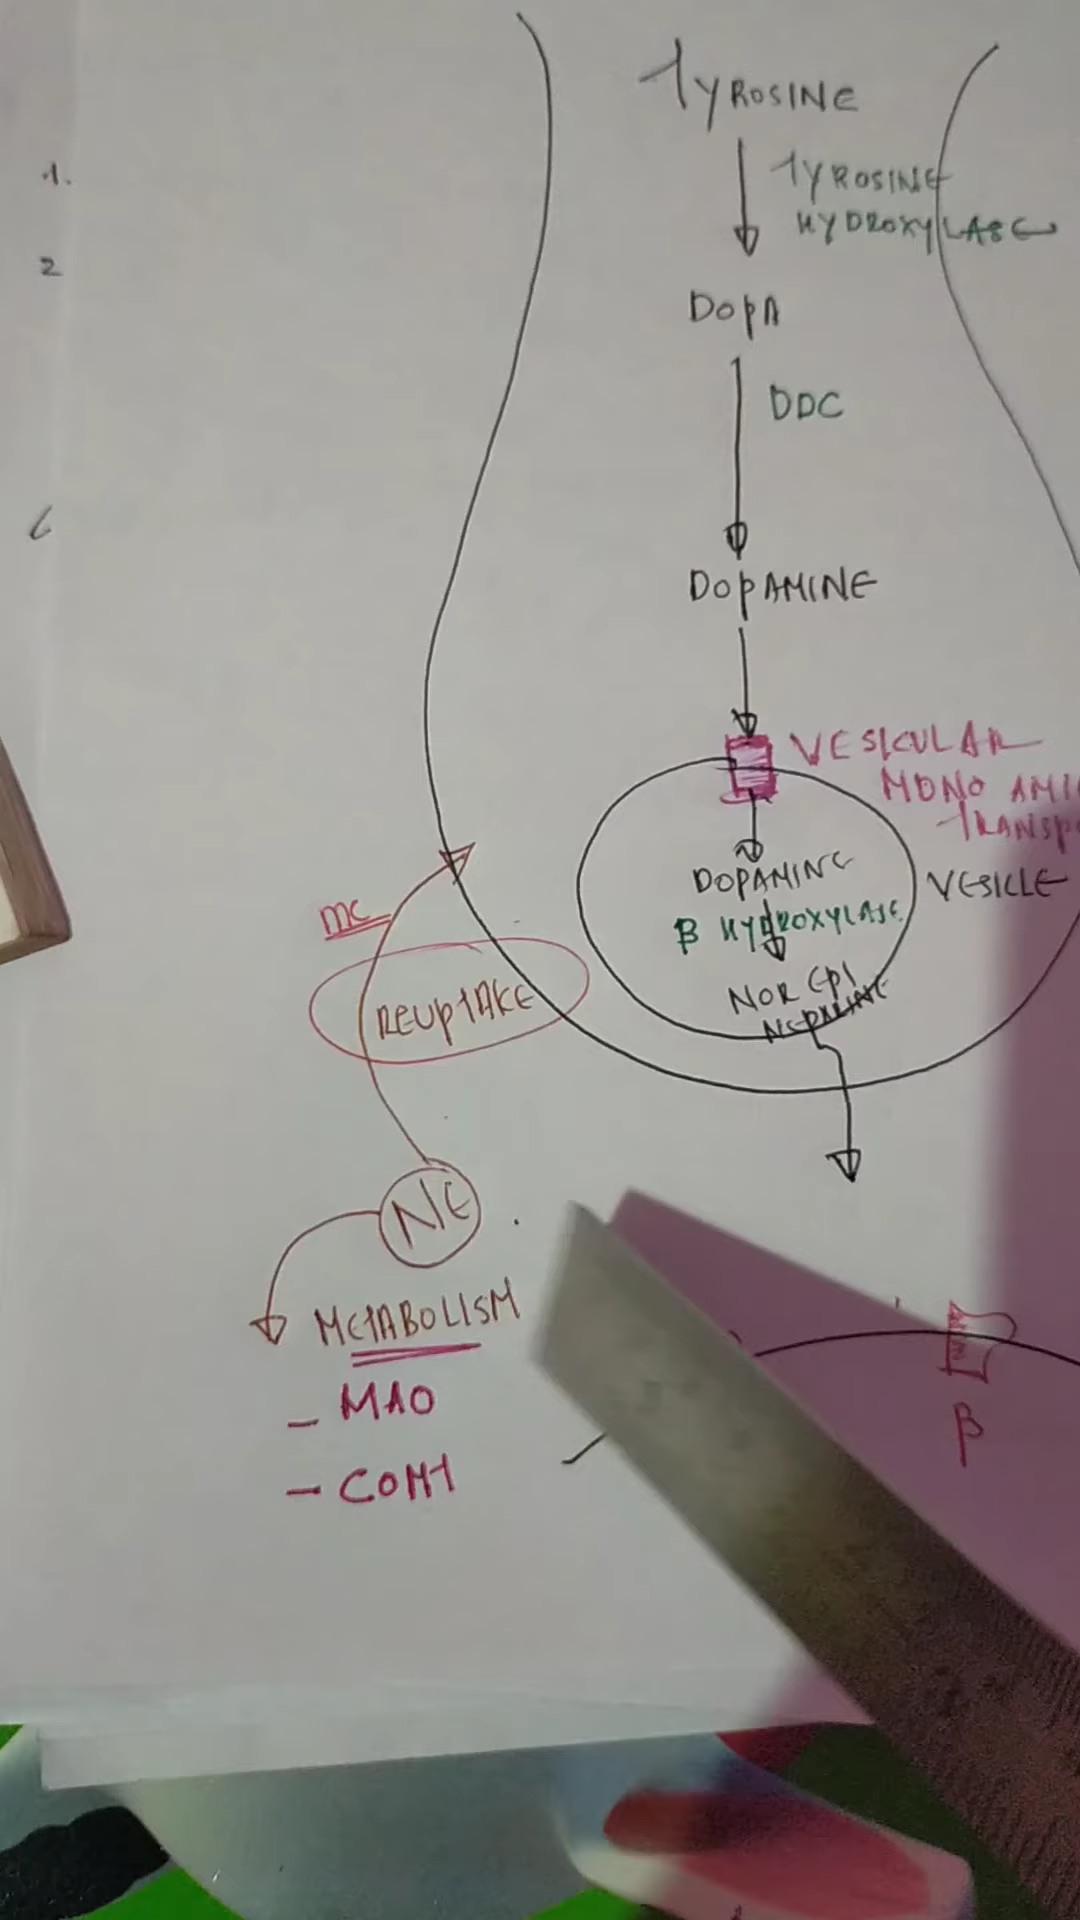 1.
2
TYROSINE
TYROSINE
HYDROXYLASE
DOPA
DDC
DOPAMINE
VESICULAR
MONO AMI
TRANSP
VESICLE
DOPAMINE
β HYDROXYLASE
NOR EPI
NEPHRINE
mc
REUPTAKE
NE
METABOLISM
- MAO
- COMT
β